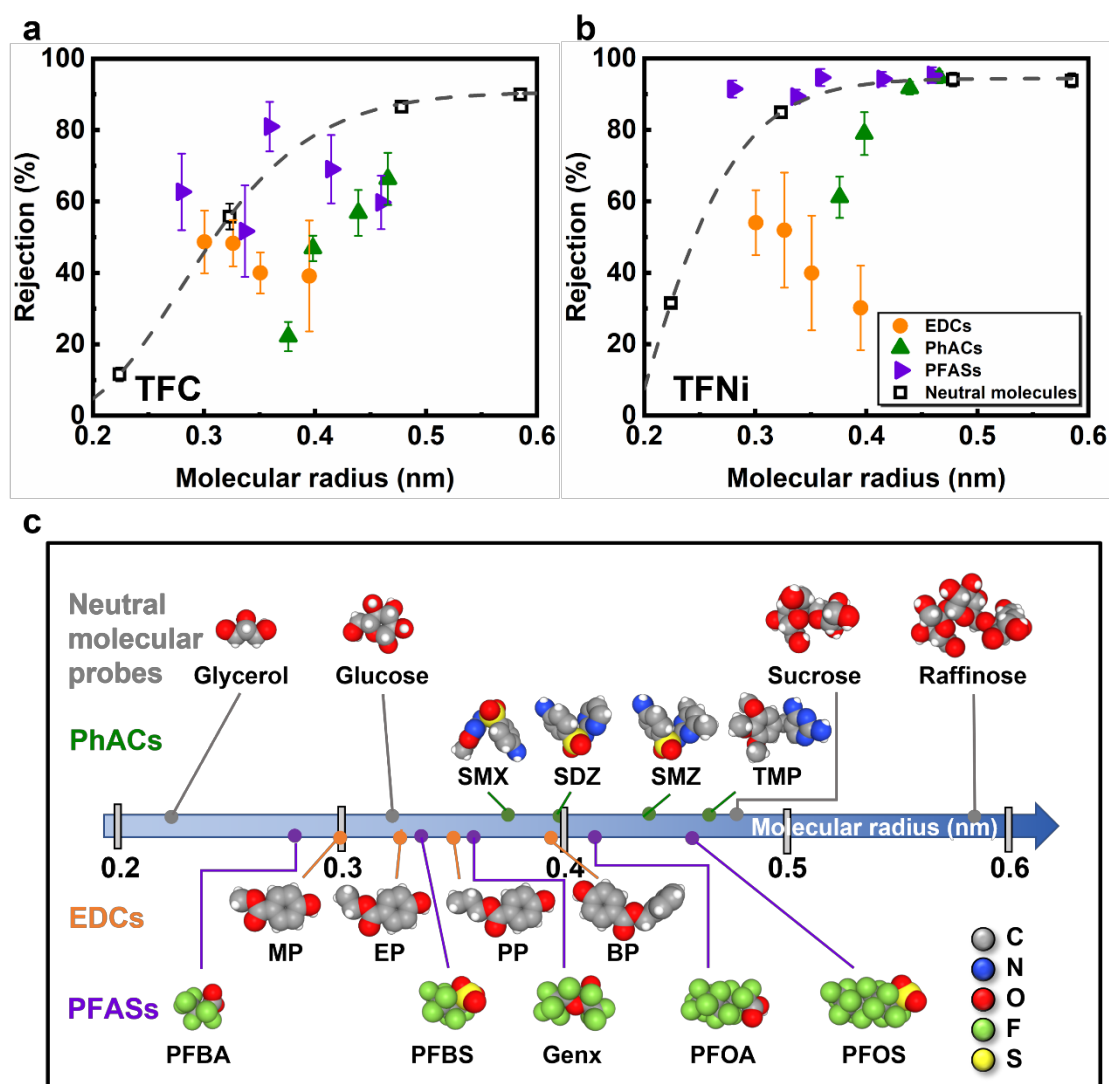 a
100
80
60
40
20
0
Rejection (%)
TFC
0.2 0.3 0.4 0.5 0.6
Molecular radius (nm)
b
100
80
60
40
20
0
Rejection (%)
EDCs
PhACs
PFASs
Neutral molecules
TFNi
0.2 0.3 0.4 0.5 0.6
Molecular radius (nm)
c
Neutral
molecular
probes
Glycerol Glucose Sucrose Raffinose
PhACs
SMX SDZ SMZ TMP
Molecular radius (nm)
0.2 0.3 0.4 0.5 0.6
EDCs
MP EP PP BP
PFASs
PFBA PFBS Genx PFOA PFOS
C
N
O
F
S